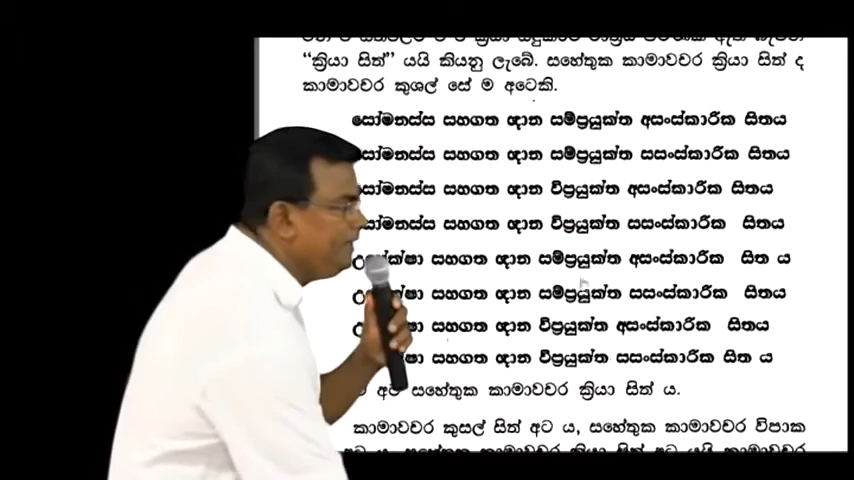 “ක්‍රියා සිත්” යයි කියනු ලැබේ. සහේතුක කාමාවචර ක්‍රියා සිත් ද
කාමාවචර කුශල් සේ ම අටෙකි.
සෝමනස්ස සහගත ඥාන සම්ප්‍රයුක්ත අසංස්කාරික සිතය
සෝමනස්ස සහගත ඥාන සම්ප්‍රයුක්ත සසංස්කාරික සිතය
සෝමනස්ස සහගත ඥාන විප්‍රයුක්ත අසංස්කාරික සිතය
සෝමනස්ස සහගත ඥාන විප්‍රයුක්ත සසංස්කාරික සිතය
සහගත ඥාන සම්ප්‍රයුක්ත අසංස්කාරික සිත ය
සහගත ඥාන සම්ප්‍රයුක්ත සසංස්කාරික සිතය
සහගත ඥාන විප්‍රයුක්ත අසංස්කාරික සිතය
සහගත ඥාන විප්‍රයුක්ත සසංස්කාරික සිත ය
අට සහේතුක කාමාවචර ක්‍රියා සිත් ය.
කාමාවචර කුසල් සිත් අට ය, සහේතුක කාමාවචර විපාක